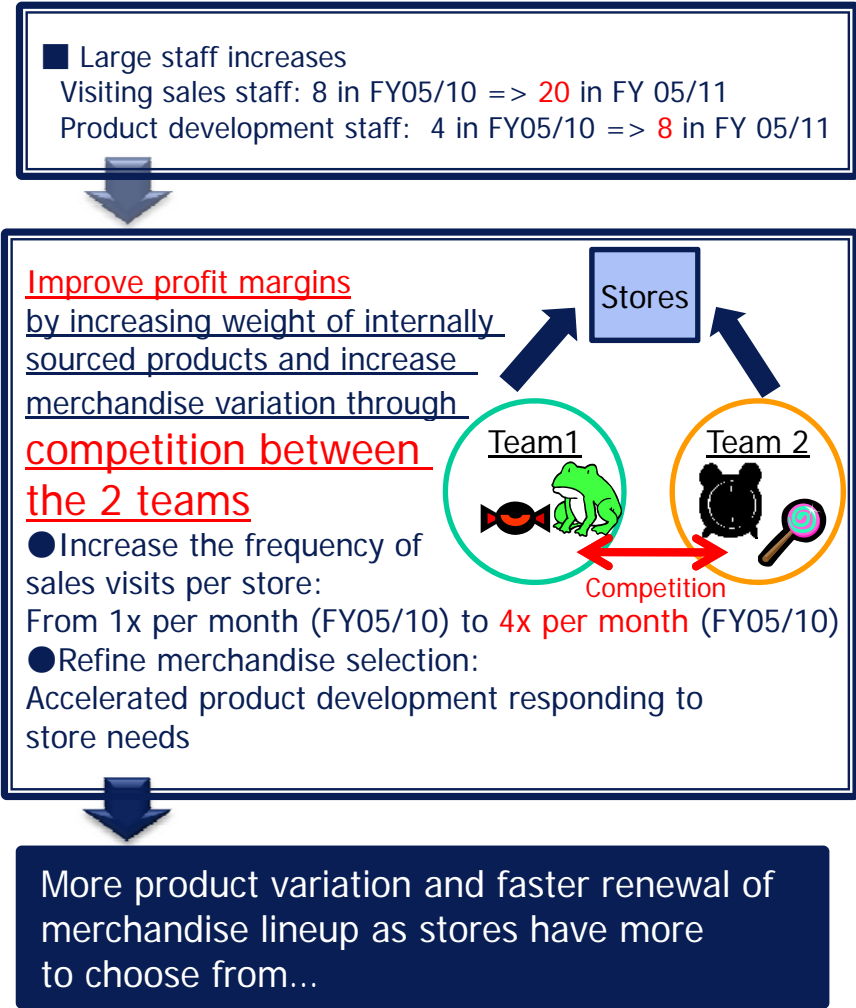 ■ Large staff increases
Visiting sales staff: 8 in FY05/10 => 20 in FY 05/11
Product development staff: 4 in FY05/10 => 8 in FY 05/11
Improve profit margins
by increasing weight of internally
sourced products and increase
merchandise variation through
competition between
the 2 teams
●Increase the frequency of
sales visits per store:
From 1x per month (FY05/10) to 4x per month (FY05/10)
●Refine merchandise selection:
Accelerated product development responding to
store needs
Stores
Team1
Team 2
Competition
More product variation and faster renewal of
merchandise lineup as stores have more
to choose from...